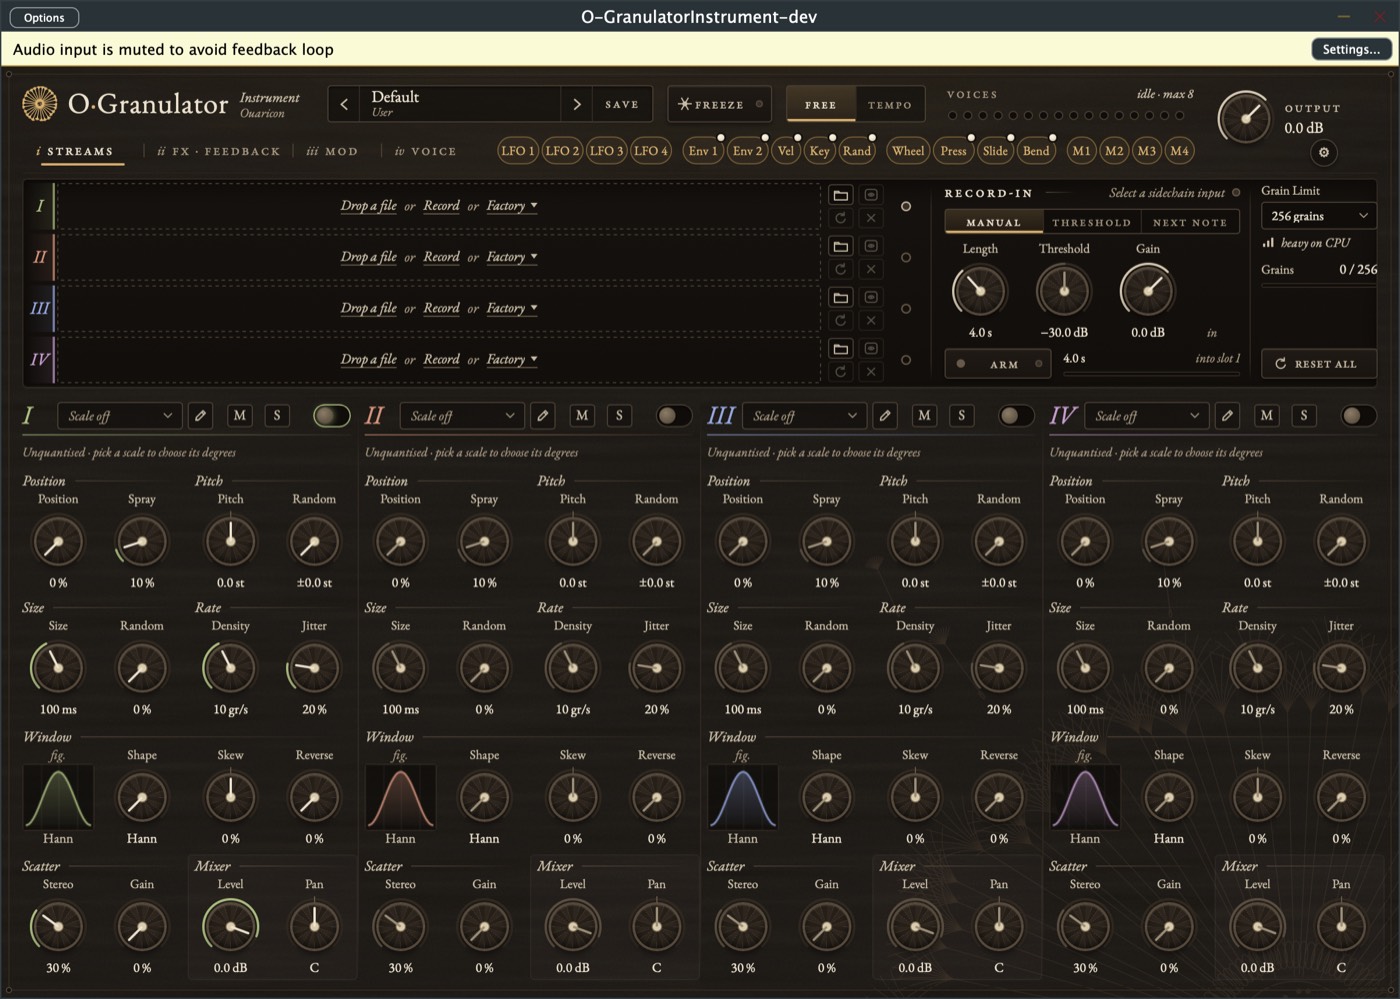 Options
O-GranulatorInstrument-dev
Audio input is muted to avoid feedback loop
Settings...
O·Granulator Instrument Ouaricon
Default
User
SAVE
FREEZE
FREE TEMPO
VOICES idle · max 8
OUTPUT
0.0 dB
i STREAMS ii FX · FEEDBACK iii MOD iv VOICE
LFO 1 LFO 2 LFO 3 LFO 4 Env 1 Env 2 Vel Key Rand Wheel Press Slide Bend M1 M2 M3 M4
I Drop a file or Record or Factory
II Drop a file or Record or Factory
III Drop a file or Record or Factory
IV Drop a file or Record or Factory
RECORD-IN Select a sidechain input
MANUAL THRESHOLD NEXT NOTE
Length Threshold Gain
4.0 s −30.0 dB 0.0 dB in
ARM 4.0 s into slot 1
Grain Limit
256 grains
heavy on CPU
Grains 0 / 256
RESET ALL
I Scale off M S II Scale off M S III Scale off M S IV Scale off M S
Unquantised · pick a scale to choose its degrees Unquantised · pick a scale to choose its degrees Unquantised · pick a scale to choose its degrees Unquantised · pick a scale to choose its degrees
Position Pitch Position Pitch Position Pitch Position Pitch
Position Spray Pitch Random Position Spray Pitch Random Position Spray Pitch Random Position Spray Pitch Random
0 % 10 % 0.0 st ±0.0 st 0 % 10 % 0.0 st ±0.0 st 0 % 10 % 0.0 st ±0.0 st 0 % 10 % 0.0 st ±0.0 st
Size Rate Size Rate Size Rate Size Rate
Size Random Density Jitter Size Random Density Jitter Size Random Density Jitter Size Random Density Jitter
100 ms 0 % 10 gr/s 20 % 100 ms 0 % 10 gr/s 20 % 100 ms 0 % 10 gr/s 20 % 100 ms 0 % 10 gr/s 20 %
Window Window Window Window
fig. Shape Skew Reverse fig. Shape Skew Reverse fig. Shape Skew Reverse fig. Shape Skew Reverse
Hann Hann 0 % 0 % Hann Hann 0 % 0 % Hann Hann 0 % 0 % Hann Hann 0 % 0 %
Scatter Mixer Scatter Mixer Scatter Mixer Scatter Mixer
Stereo Gain Level Pan Stereo Gain Level Pan Stereo Gain Level Pan Stereo Gain Level Pan
30 % 0 % 0.0 dB C 30 % 0 % 0.0 dB C 30 % 0 % 0.0 dB C 30 % 0 % 0.0 dB C